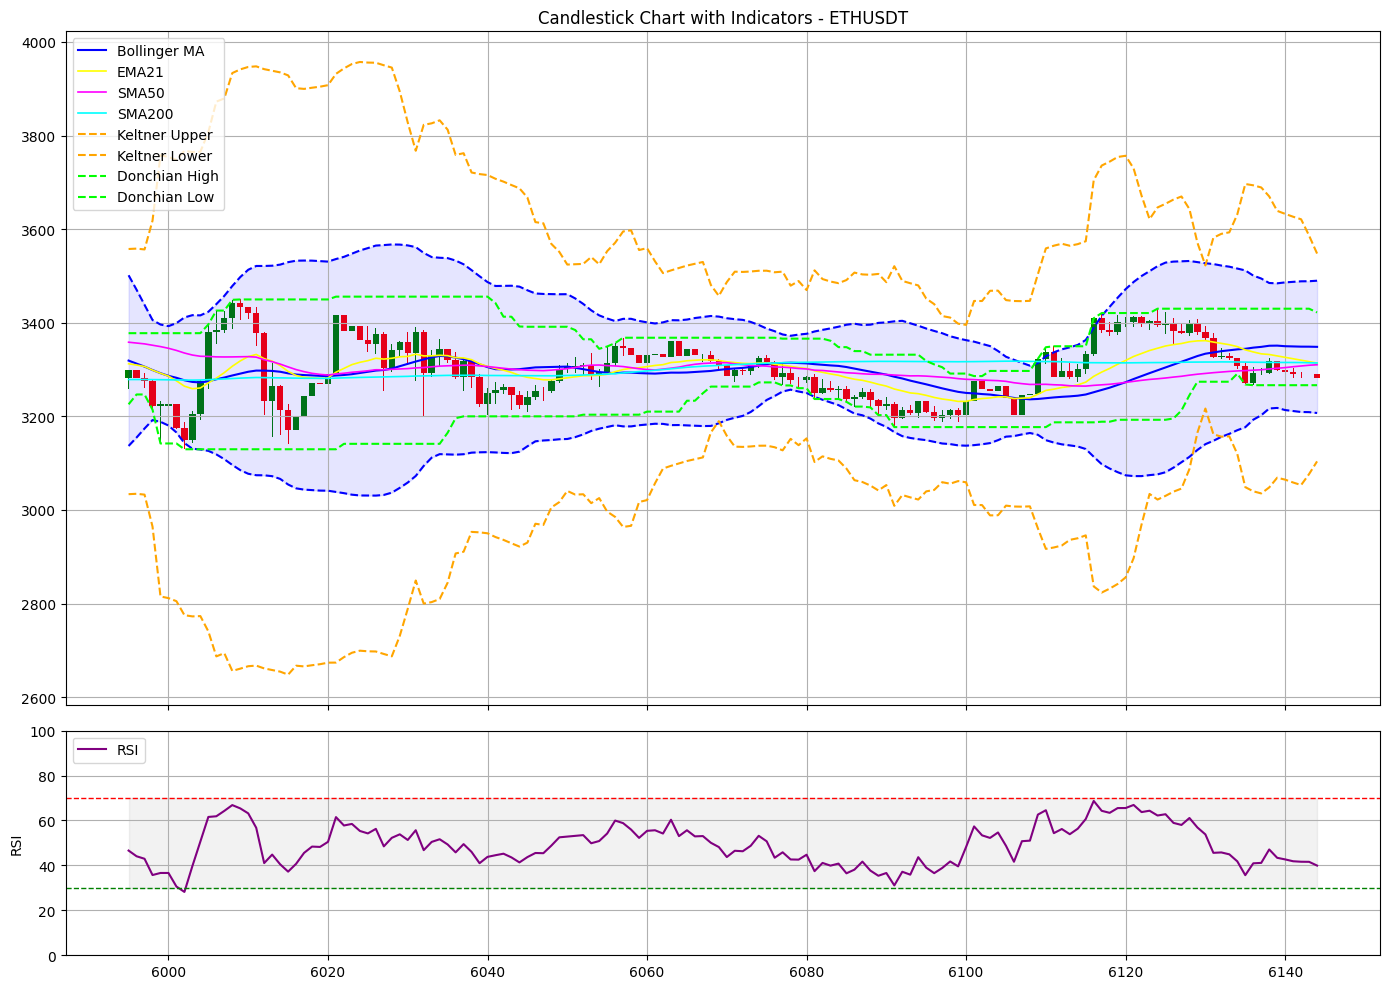 Candlestick Chart with Indicators - ETHUSDT
4000
3800
3600
3400
3200
3000
2800
2600
Bollinger MA
EMA21
SMA50
SMA200
Keltner Upper
Keltner Lower
Donchian High
Donchian Low
100
80
60
40
20
0
RSI
RSI
6000 6020 6040 6060 6080 6100 6120 6140